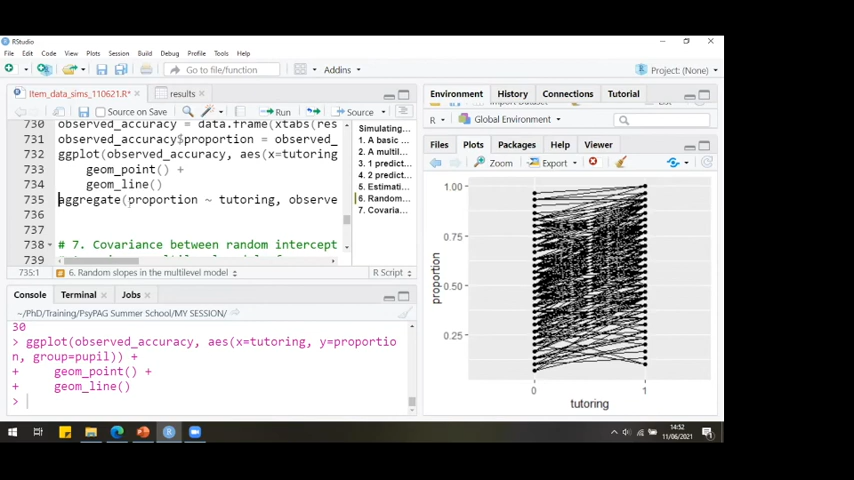 RStudio
File Edit Code View Plots Session Build Debug Profile Tools Help
Go to file/function
Addins
Project: (None)
Item_data_sims_110621.R*
results
Source on Save
Run
Source
730 observed_accuracy = data.frame(xtabs(res
731 observed_accuracy$proportion = observed_
732 ggplot(observed_accuracy, aes(x=tutoring
733 geom_point() +
734 geom_line()
735 aggregate(proportion ~ tutoring, observe
736
737
738 # 7. Covariance between random intercept
739
735:1
6. Random slopes in the multilevel model
R Script
Simulating...
1. A basic ...
2. A multil...
3. 1 predict...
4. 2 predict...
5. Estimati...
6. Random...
7. Covaria...
Console Terminal Jobs
~/PhD/Training/PsyPAG Summer School/MY SESSION/
30
> ggplot(observed_accuracy, aes(x=tutoring, y=proportio
n, group=pupil)) +
+ geom_point() +
+ geom_line()
>
Environment History Connections Tutorial
Import Dataset
R
Global Environment
Files Plots Packages Help Viewer
Zoom
Export
1.00
0.75
0.50
0.25
proportion
0 1
tutoring
14:52
11/06/2021